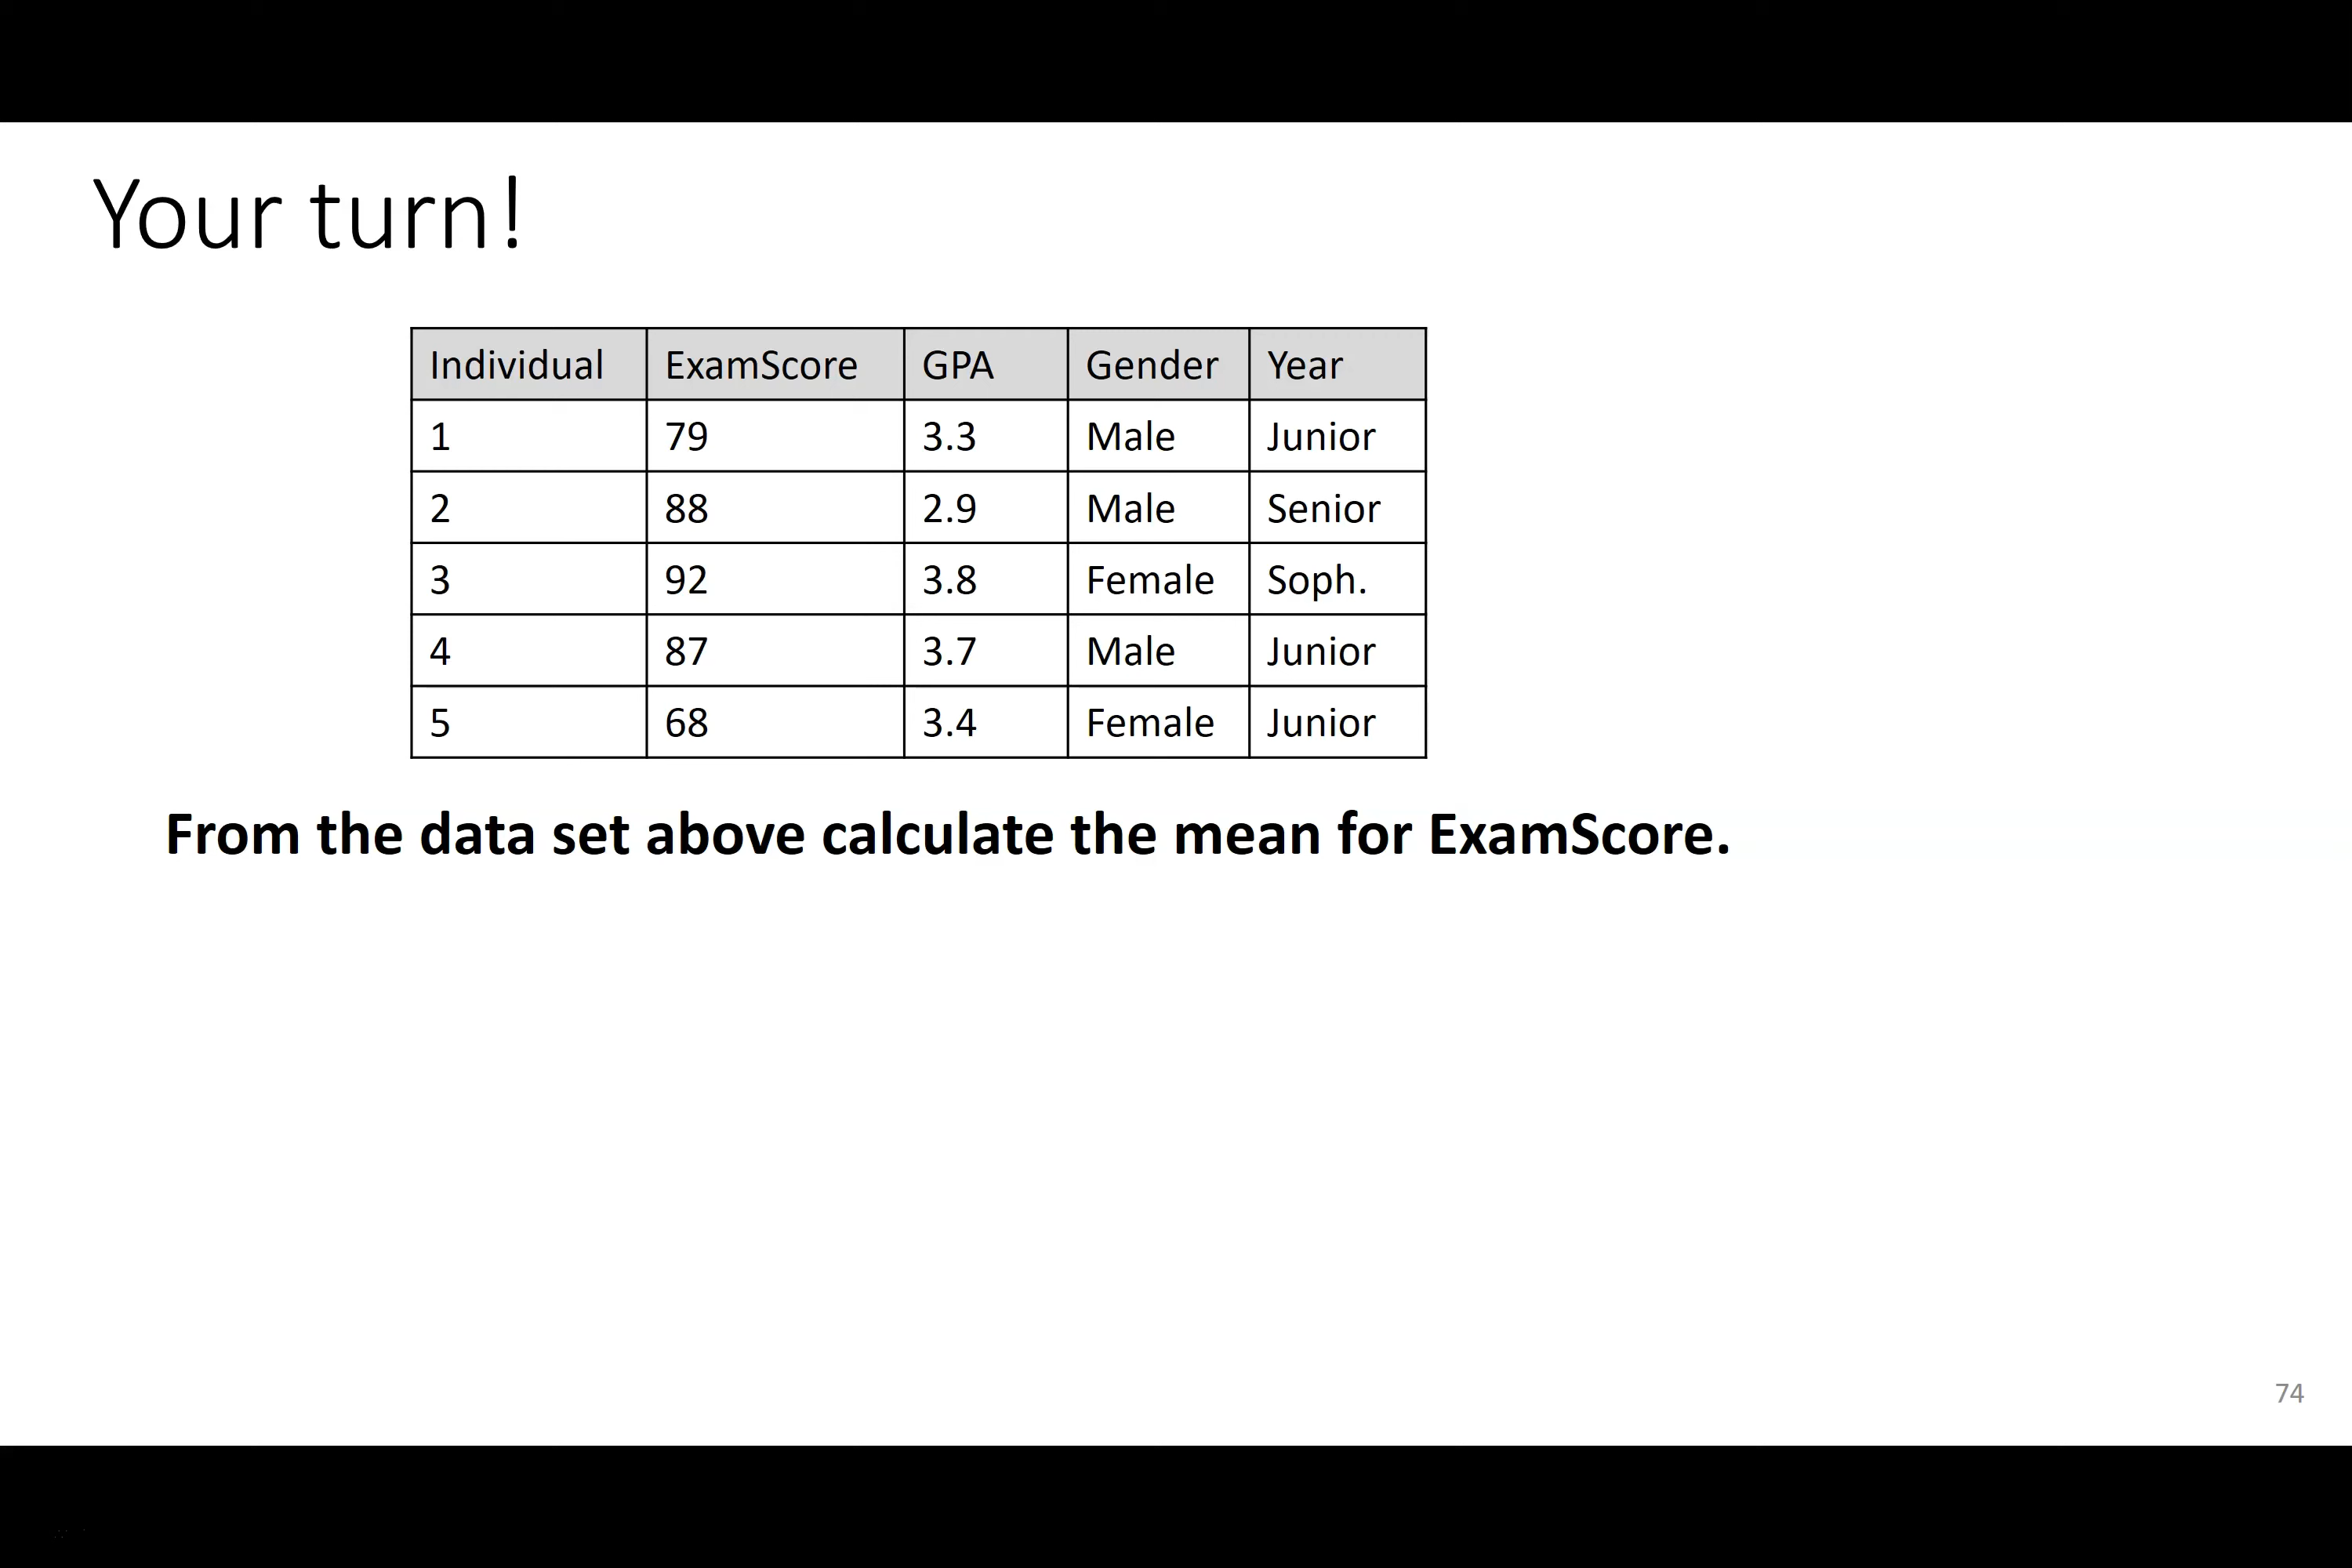 Your turn!
Individual ExamScore GPA Gender Year
1 79 3.3 Male Junior
2 88 2.9 Male Senior
3 92 3.8 Female Soph.
4 87 3.7 Male Junior
5 68 3.4 Female Junior
From the data set above calculate the mean for ExamScore.
74